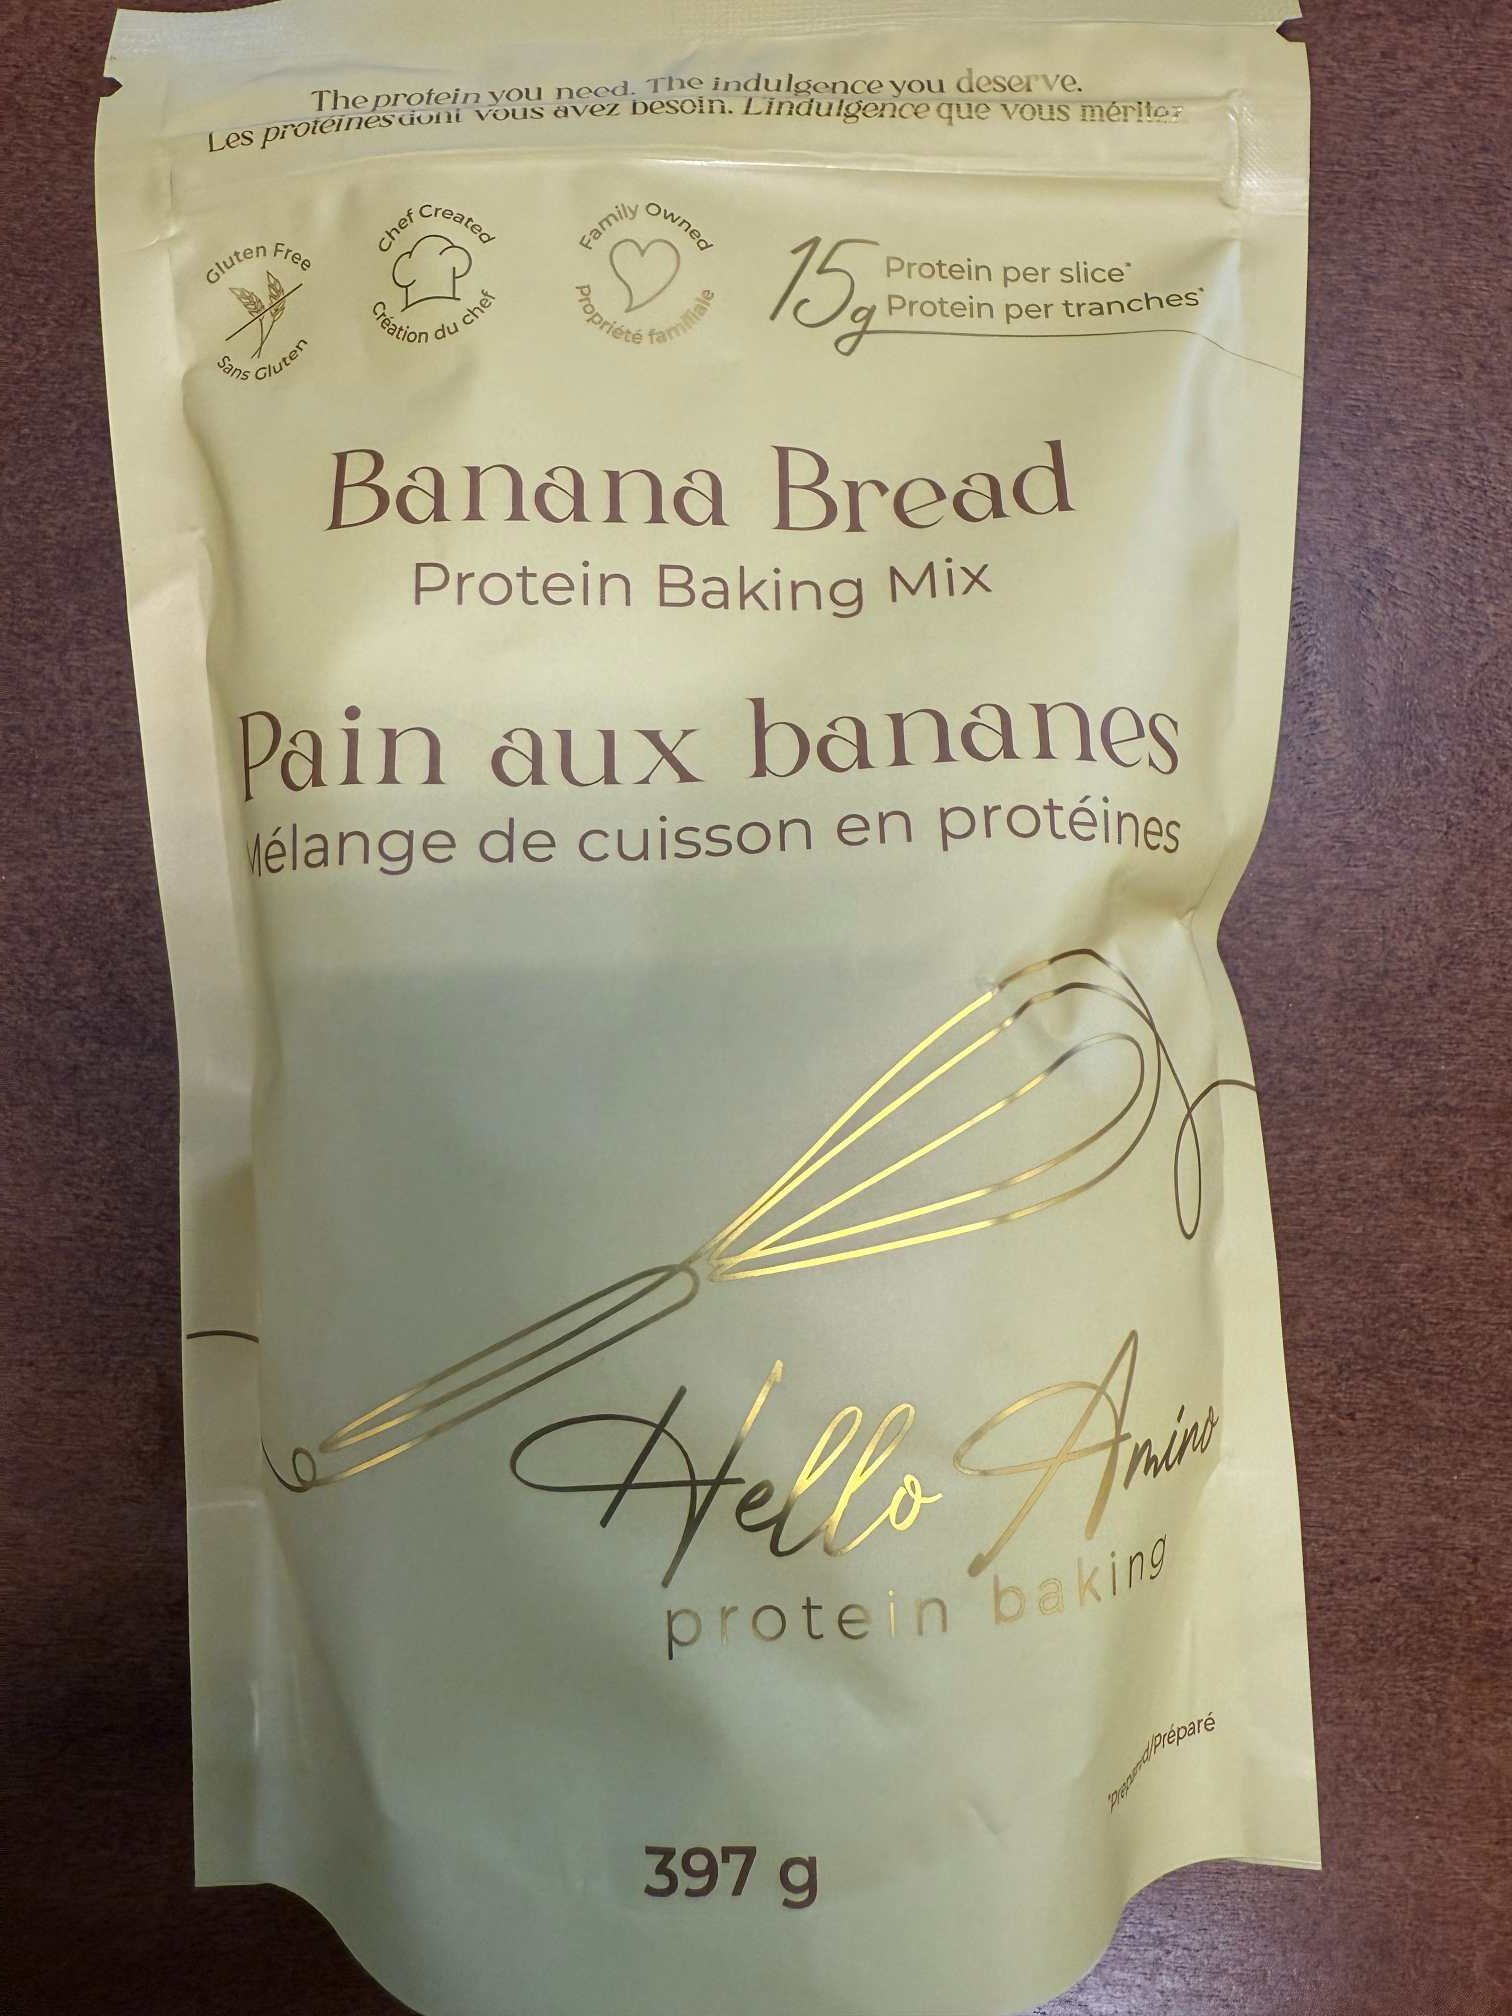 The protein you need. The indulgence you deserve.
Les protéines dont vous avez besoin. L'indulgence que vous méritez
Gluten Free
Sans Gluten
Chef Created
Création du chef
Family Owned
Propriété familiale
15g Protein per slice*
Protein per tranches*
Banana Bread
Protein Baking Mix
Pain aux bananes
Mélange de cuisson en protéines
Hello Amino
protein baking
*Prepared/Préparé
397 g